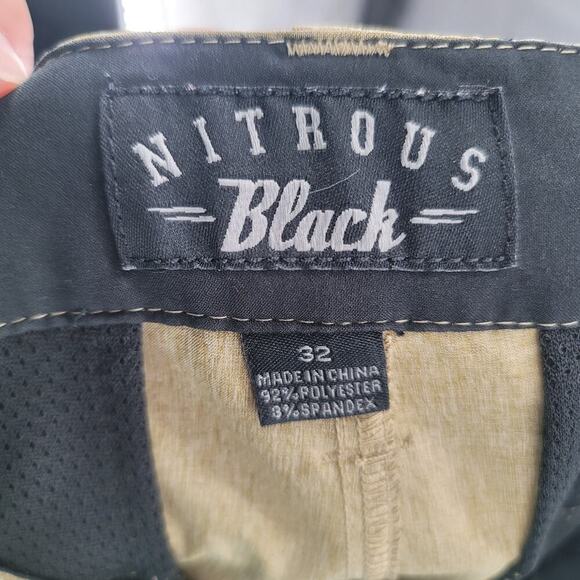 NITROUS
Black
32
MADE IN CHINA
92% POLYESTER
8% SPANDEX